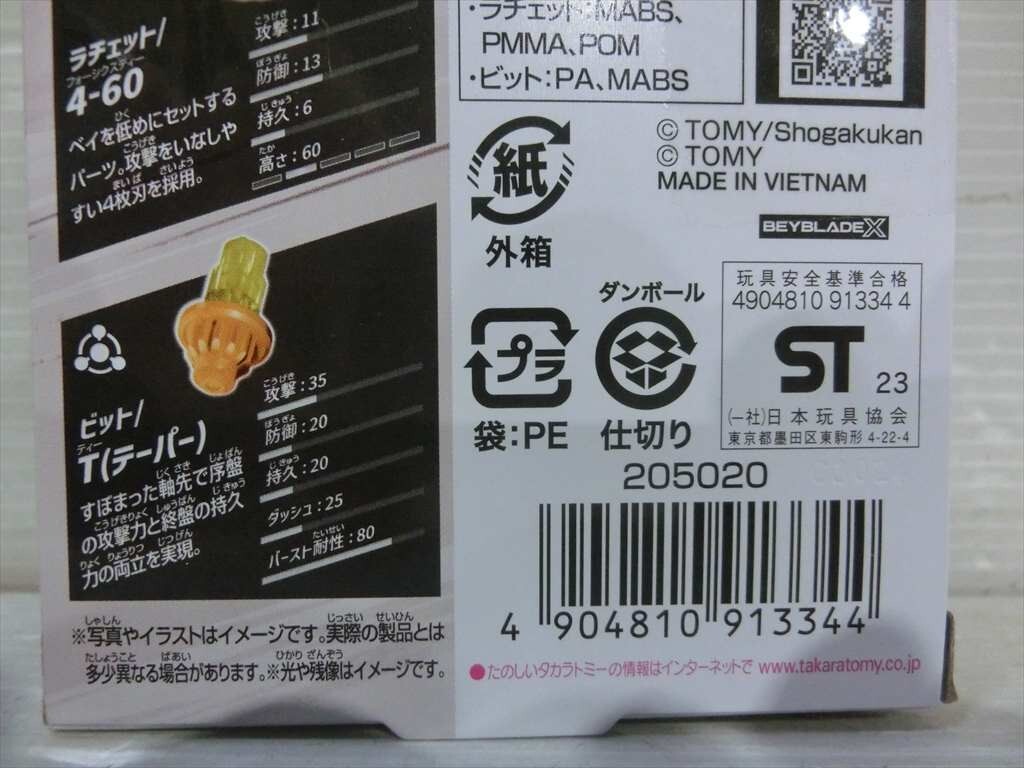 ラチェット/
フォーシックスティー
4-60
ベイを低めにセットする
パーツ。攻撃をいなしや
すい4枚刃を採用。
攻撃:11
防御:13
持久:6
高さ:60
ビット/
ティー
T(テーパー)
すぼまった軸先で序盤
の攻撃力と終盤の持久
力の両立を実現。
攻撃:35
防御:20
持久:20
ダッシュ:25
バースト耐性:80
※写真やイラストはイメージです。実際の製品とは
多少異なる場合があります。※光や残像はイメージです。
・ラチェット:MABS、
PMMA、POM
・ビット:PA、MABS
紙
外箱
© TOMY/Shogakukan
© TOMY
MADE IN VIETNAM
BEYBLADE X
プラ
袋:PE
ダンボール
仕切り
玩具安全基準合格
4904810 91334 4
ST 23
(一社)日本玩具協会
東京都墨田区東駒形 4-22-4
205020
4 904810 913344
●たのしいタカラトミーの情報はインターネットで www.takaratomy.co.jp